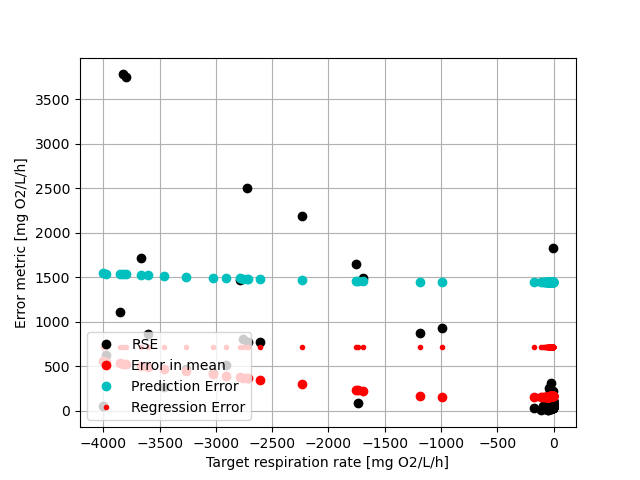 3500
3000
2500
2000
1500
1000
500
0
Error metric [mg O2/L/h]
RSE
Error in mean
Prediction Error
Regression Error
−4000 −3500 −3000 −2500 −2000 −1500 −1000 −500 0
Target respiration rate [mg O2/L/h]